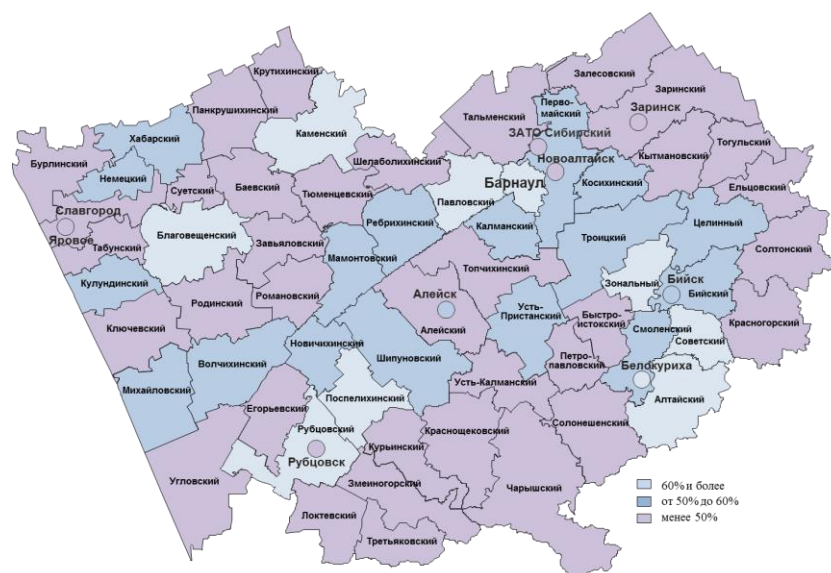 Крутихинский
Панкрушихинский
Каменский
Хабарский
Бурлинский
Немецкий
Суетский
Баевский
Шелаболихинский
Тюменцевский
Славгород
Яровое
Табунский
Благовещенский
Завьяловский
Ребрихинский
Мамонтовский
Кулундинский
Родинский
Романовский
Ключевский
Михайловский
Волчихинский
Новичихинский
Шипуновский
Егорьевский
Поспелихинский
Рубцовский
Рубцовск
Угловский
Локтевский
Змеиногорский
Третьяковский
Курьинский
Краснощековский
Чарышский
Усть-Калманский
Солонешенский
Тальменский
Перво-
майский
Залесовский
Заринский
Заринск
ЗАТО Сибирский
Новоалтайск
Кытмановский
Тогульский
Ельцовский
Барнаул
Павловский
Косихинский
Калманский
Троицкий
Целинный
Солтонский
Топчихинский
Зональный
Бийск
Бийский
Алейск
Алейский
Усть-
Пристанский
Быстро-
истокский
Смоленский
Советский
Красногорский
Петро-
павловский
Белокуриха
Алтайский
60% и более
от 50% до 60%
менее 50%